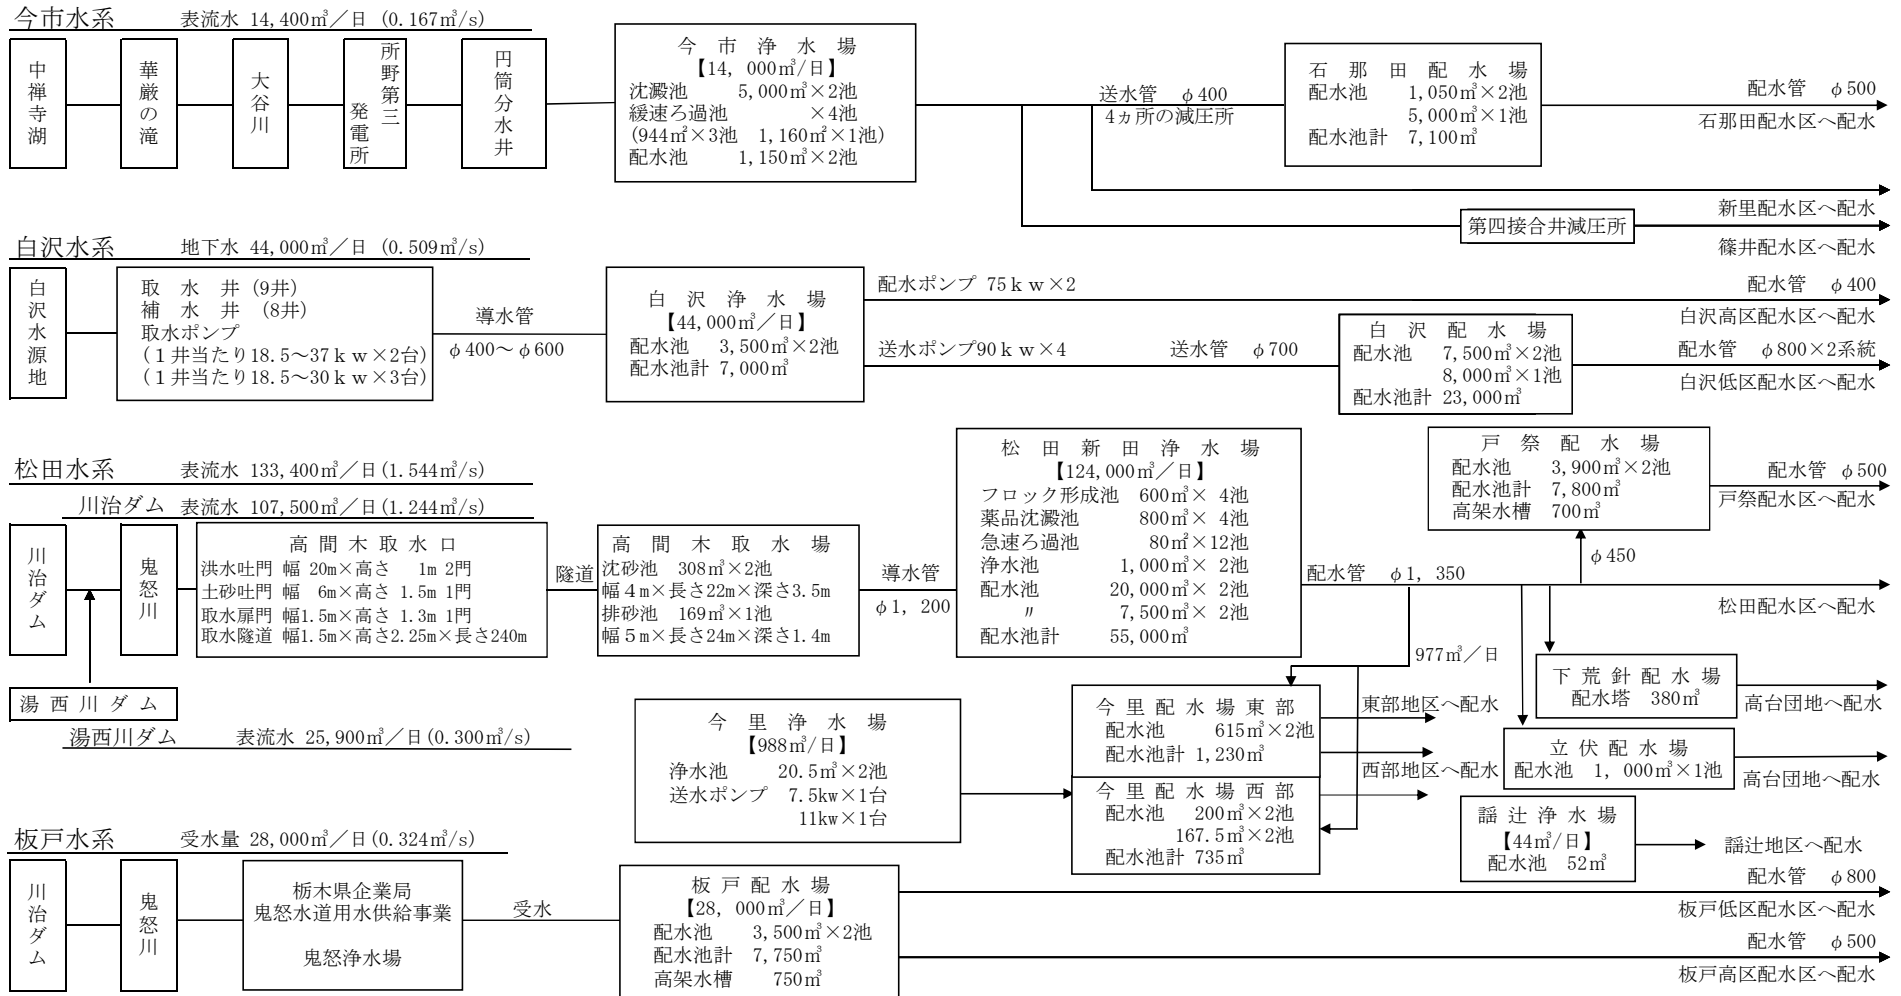 今市水系 表流水 14,400㎥／日 (0.167㎥/s)
中禅寺湖
華厳の滝
大谷川
所野第三
発電所
円筒分水井
今市浄水場
【14, 000㎥/日】
沈澱池 5,000㎥×2池
緩速ろ過池 ×4池
(944㎡×3池 1,160㎡×1池)
配水池 1,150㎥×2池
送水管 φ400
4ヵ所の減圧所
石那田配水場
配水池 1,050㎥×2池
5,000㎥×1池
配水池計 7,100㎥
配水管 φ500
石那田配水区へ配水
新里配水区へ配水
第四接合井減圧所
篠井配水区へ配水
白沢水系 地下水 44,000㎥／日 (0.509㎥/s)
白沢水源地
取水井 (9井)
補水井 (8井)
取水ポンプ
(１井当たり18.5～37ｋｗ×2台)
(１井当たり18.5～30ｋｗ×3台)
導水管
φ400～φ600
白沢浄水場
【44,000㎥／日】
配水池 3,500㎥×2池
配水池計 7,000㎥
配水ポンプ 75ｋｗ×2
配水管 φ400
白沢高区配水区へ配水
送水ポンプ90ｋｗ×4
送水管 φ700
白沢配水場
配水池 7,500㎥×2池
8,000㎥×1池
配水池計 23,000㎥
配水管 φ800×2系統
白沢低区配水区へ配水
松田水系 表流水 133,400㎥／日(1.544㎥/s)
川治ダム 表流水 107,500㎥／日(1.244㎥/s)
川治ダム
鬼怒川
高間木取水口
洪水吐門 幅 20m×高さ 1m 2門
土砂吐門 幅 6m×高さ 1.5m 1門
取水扉門 幅1.5m×高さ 1.3m 1門
取水隧道 幅1.5m×高さ2.25m×長さ240m
隧道
高間木取水場
沈砂池 308㎥×2池
幅４m×長さ22m×深さ3.5m
排砂池 169㎥×1池
幅５m×長さ24m×深さ1.4m
導水管
φ1, 200
松田新田浄水場
【124,000㎥／日】
フロック形成池 600㎥× 4池
薬品沈澱池 800㎥× 4池
急速ろ過池 80㎡×12池
浄水池 1,000㎥× 2池
配水池 20,000㎥× 2池
〃 7,500㎥× 2池
配水池計 55,000㎥
配水管 φ1, 350
戸祭配水場
配水池 3,900㎥×2池
配水池計 7,800㎥
高架水槽 700㎥
配水管 φ500
戸祭配水区へ配水
φ450
松田配水区へ配水
977㎥／日
湯西川ダム
湯西川ダム 表流水 25,900㎥／日(0.300㎥/s)
今里浄水場
【988㎥/日】
浄水池 20.5㎥×2池
送水ポンプ 7.5kw×1台
11kw×1台
今里配水場東部
配水池 615㎥×2池
配水池計 1,230㎥
今里配水場西部
配水池 200㎥×2池
167.5㎥×2池
配水池計 735㎥
東部地区へ配水
西部地区へ配水
下荒針配水場
配水塔 380㎥
高台団地へ配水
立伏配水場
配水池 1, 000㎥×1池
高台団地へ配水
謡辻浄水場
【44㎥/日】
配水池 52㎥
謡辻地区へ配水
板戸水系 受水量 28,000㎥／日(0.324㎥/s)
川治ダム
鬼怒川
栃木県企業局
鬼怒水道用水供給事業
鬼怒浄水場
受水
板戸配水場
【28, 000㎥／日】
配水池 3,500㎥×2池
配水池計 7,750㎥
高架水槽 750㎥
配水管 φ800
板戸低区配水区へ配水
配水管 φ500
板戸高区配水区へ配水